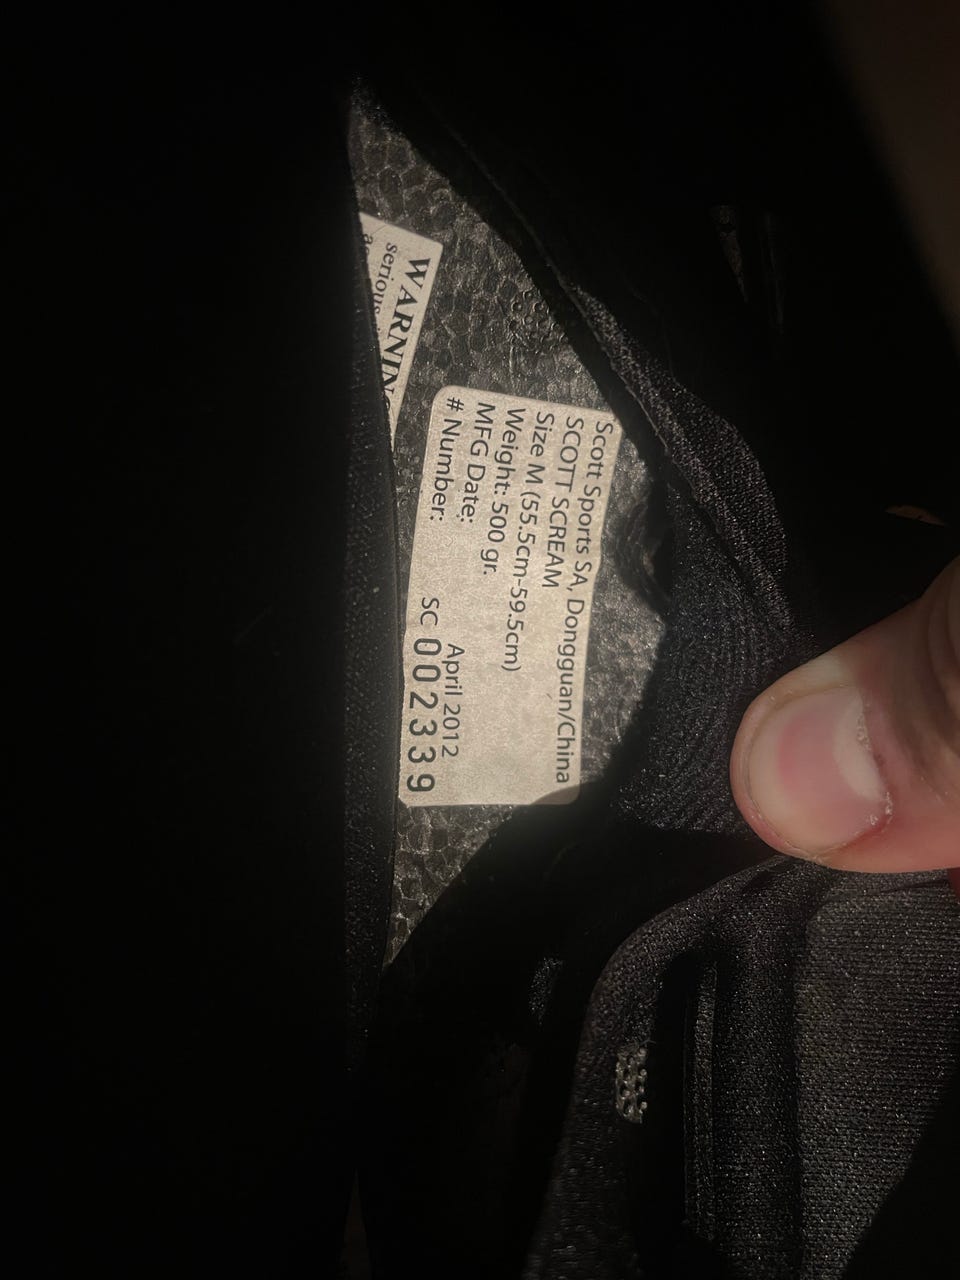 WARNING
serious
Scott Sports SA, Dongguan/China
SCOTT SCREAM
Size M (55.5cm-59.5cm)
Weight: 500 gr.
MFG Date: April 2012
# Number: SC 002339